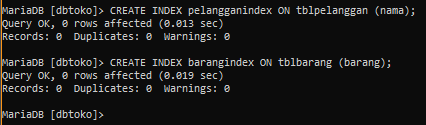 MariaDB [dbtoko]> CREATE INDEX pelangganindex ON tblpelanggan (nama);
Query OK, 0 rows affected (0.013 sec)
Records: 0  Duplicates: 0  Warnings: 0

MariaDB [dbtoko]> CREATE INDEX barangindex ON tblbarang (barang);
Query OK, 0 rows affected (0.019 sec)
Records: 0  Duplicates: 0  Warnings: 0

MariaDB [dbtoko]>